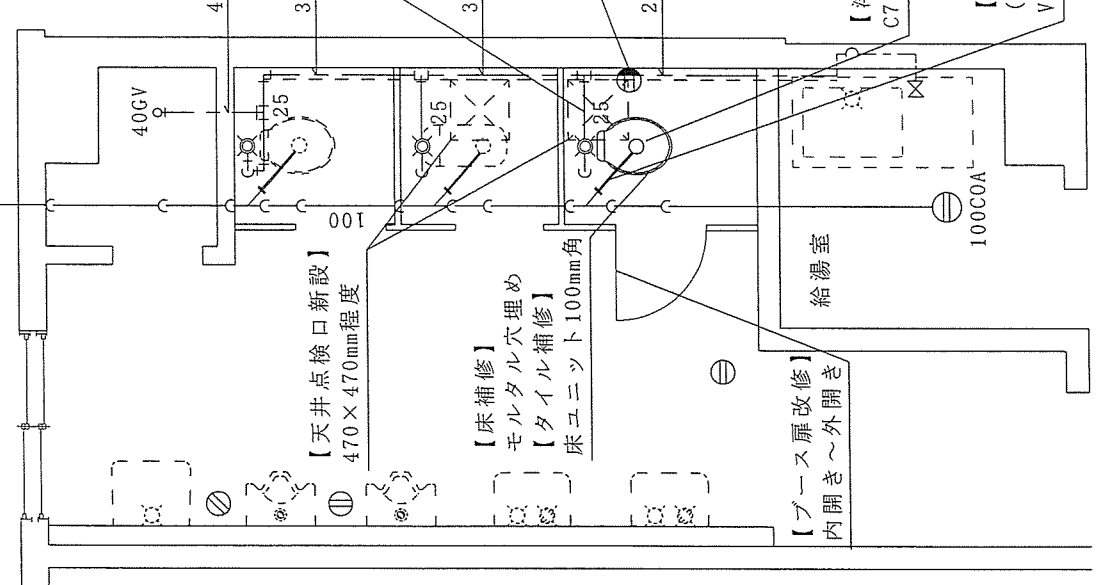 40GV
25
25
25
100
4
3
3
2
【天井点検口新設】
470×470mm程度
【床補修】
モルタル穴埋め
【タイル補修】
床ユニット100mm角
【ブース扉改修】
内開き～外開き
給湯室
100COA
C7